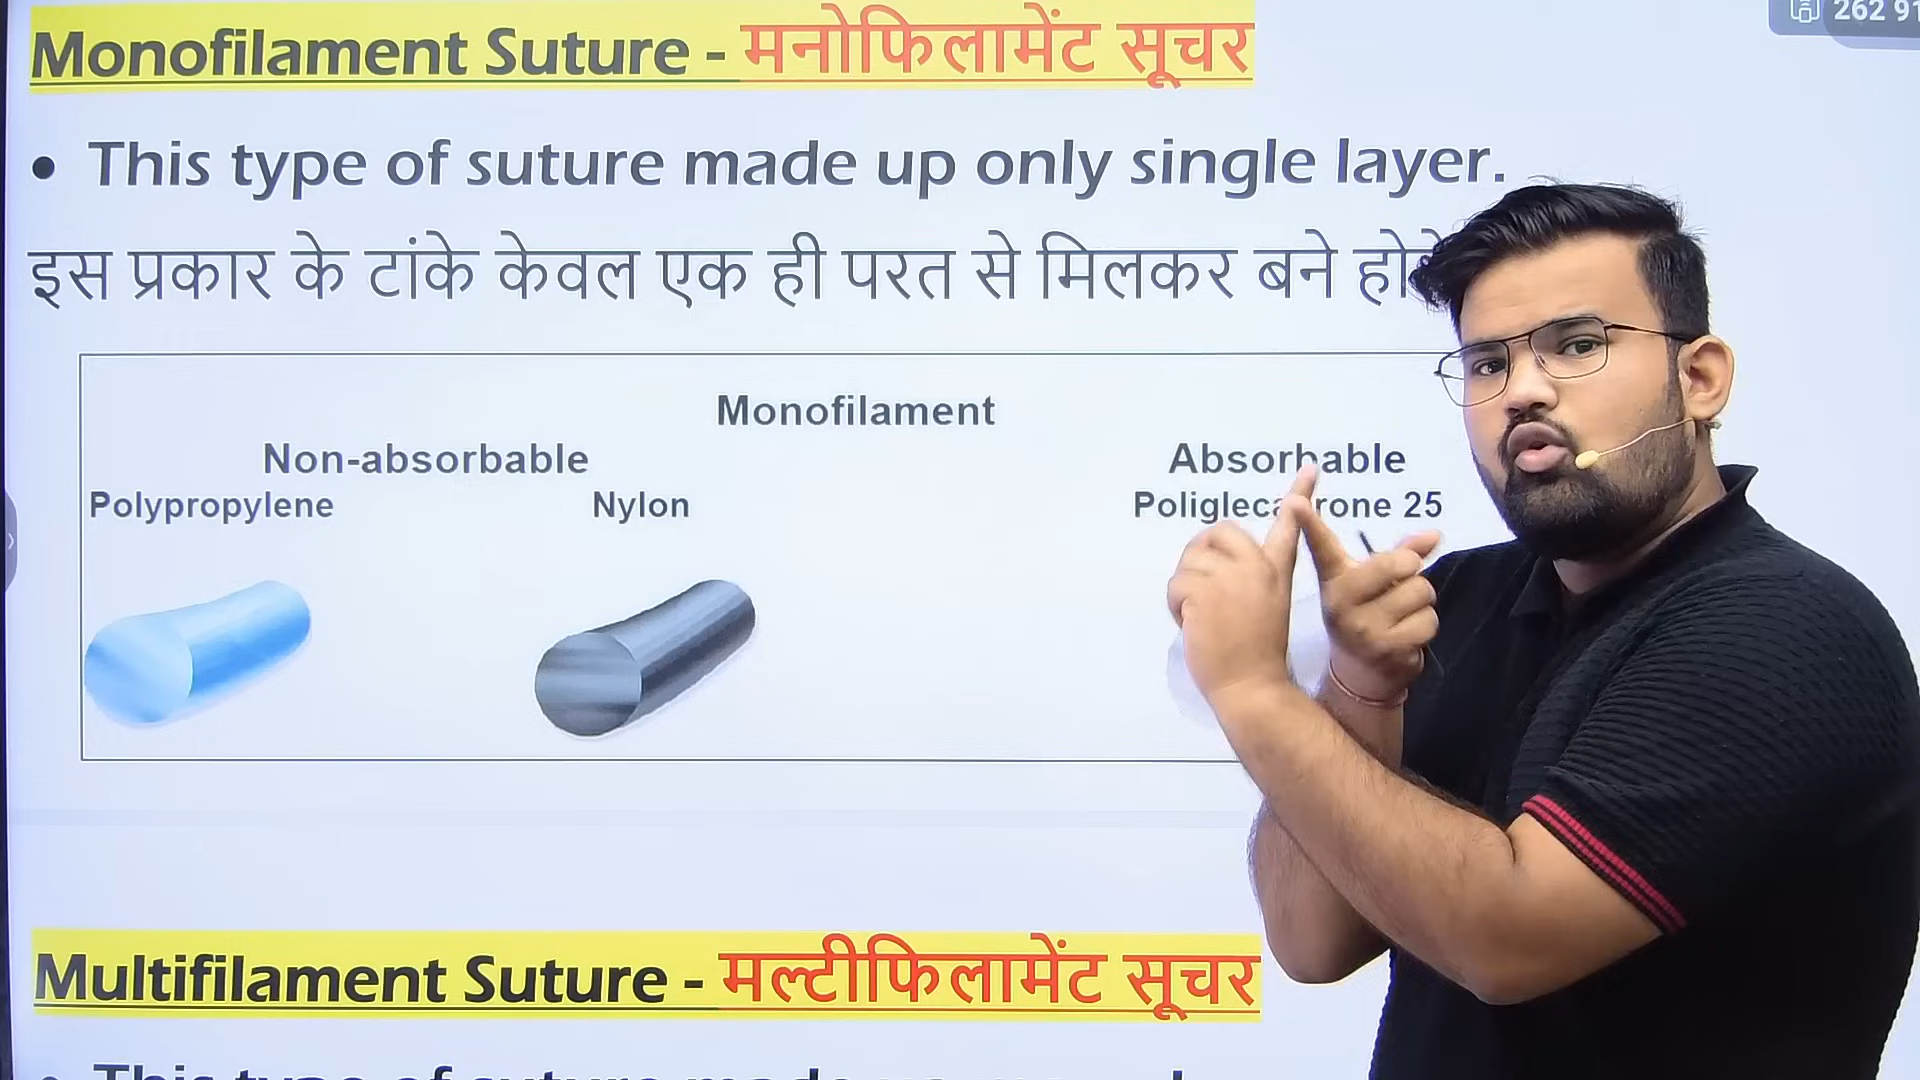 Monofilament Suture - मनोफिलामेंट सूचर
• This type of suture made up only single layer.
इस प्रकार के टांके केवल एक ही परत से मिलकर बने
Monofilament
Non-absorbable
Absorbable
Polypropylene
Nylon
25
Multifilament Suture - मल्टीफिलामेंट सूचर
262 91